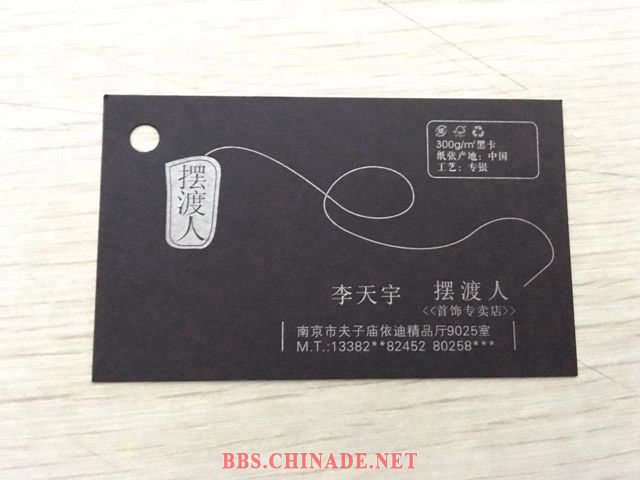 摆渡人
300g/㎡黑卡
纸张产地：中国
工艺：专银
李天宇 摆渡人
<<首饰专卖店>>
南京市夫子庙依迪精品厅9025室
M.T.:13382**82452 80258***
BBS.CHINADE.NET